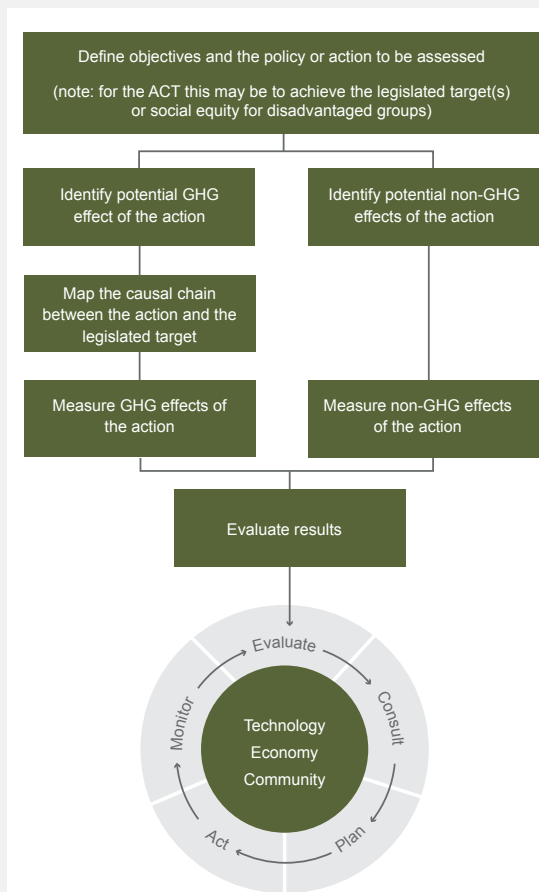 Define objectives and the policy or action to be assessed
(note: for the ACT this may be to achieve the legislated target(s)
or social equity for disadvantaged groups)
Identify potential GHG
effect of the action
Identify potential non-GHG
effects of the action
Map the causal chain
between the action and the
legislated target
Measure GHG effects of
the action
Measure non-GHG effects
of the action
Evaluate results
Evaluate
Consult
Plan
Act
Monitor
Technology
Economy
Community